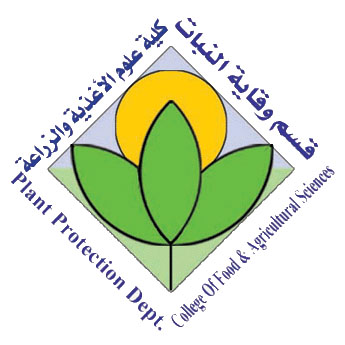 قسم وقاية النبات
كلية علوم الأغذية والزراعة
Plant Protection Dept.
College Of Food & Agricultural Sciences